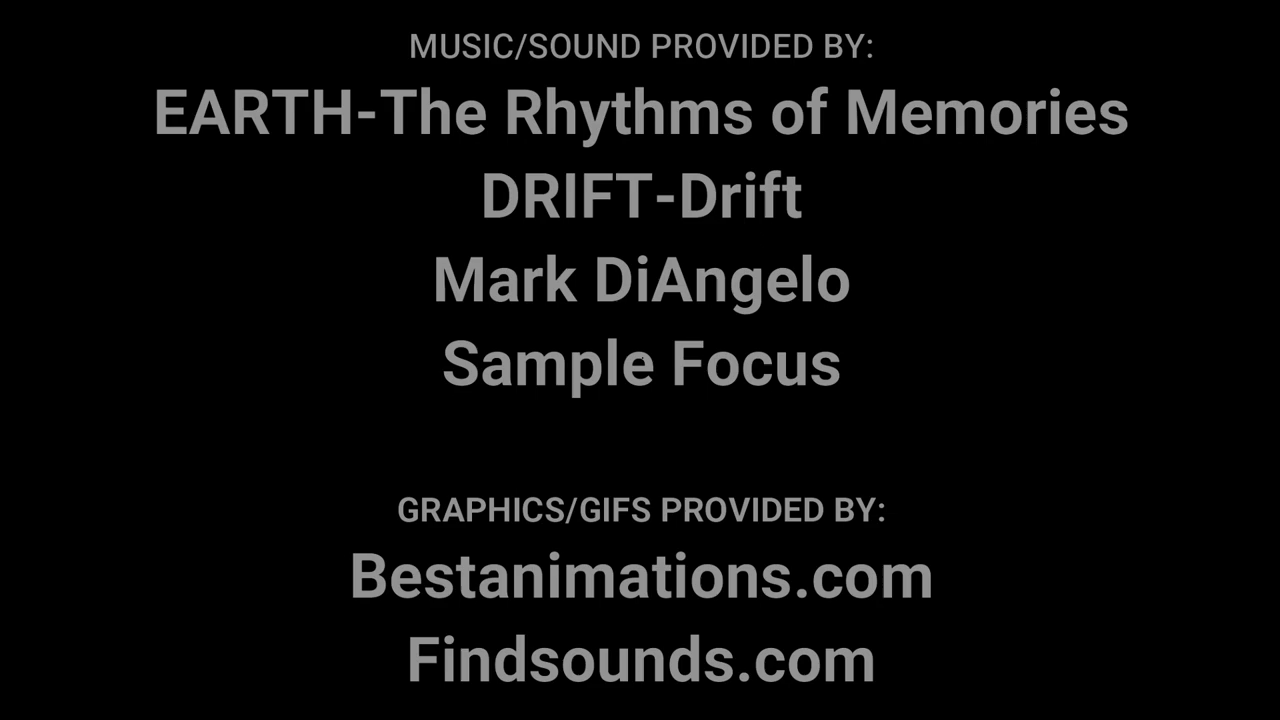 MUSIC/SOUND PROVIDED BY:
EARTH-The Rhythms of Memories
DRIFT-Drift
Mark DiAngelo
Sample Focus
GRAPHICS/GIFS PROVIDED BY:
Bestanimations.com
Findsounds.com